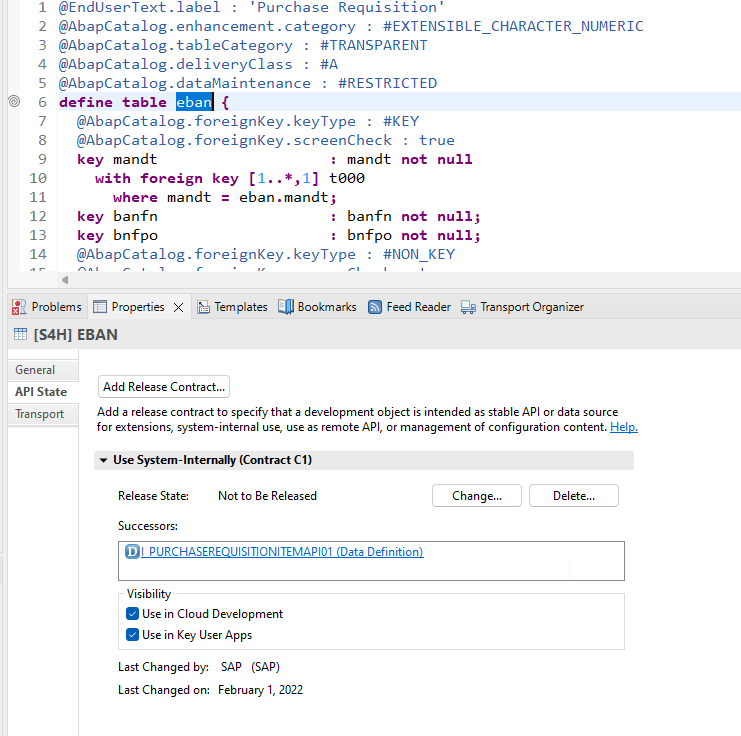 1 @EndUserText.label : 'Purchase Requisition'
2 @AbapCatalog.enhancement.category : #EXTENSIBLE_CHARACTER_NUMERIC
3 @AbapCatalog.tableCategory : #TRANSPARENT
4 @AbapCatalog.deliveryClass : #A
5 @AbapCatalog.dataMaintenance : #RESTRICTED
6 define table eban {
7 @AbapCatalog.foreignKey.keyType : #KEY
8 @AbapCatalog.foreignKey.screenCheck : true
9 key mandt : mandt not null
10 with foreign key [1..*,1] t000
11 where mandt = eban.mandt;
12 key banfn : banfn not null;
13 key bnfpo : bnfpo not null;
14 @AbapCatalog.foreignKey.keyType : #NON_KEY
Problems Properties Templates Bookmarks Feed Reader Transport Organizer
[S4H] EBAN
General
API State
Transport
Add Release Contract...
Add a release contract to specify that a development object is intended as stable API or data source
for extensions, system-internal use, use as remote API, or management of configuration content. Help.
Use System-Internally (Contract C1)
Release State: Not to Be Released Change... Delete...
Successors:
D I_PURCHASEREQUISITIONITEMAPI01 (Data Definition)
Visibility
Use in Cloud Development
Use in Key User Apps
Last Changed by: SAP (SAP)
Last Changed on: February 1, 2022